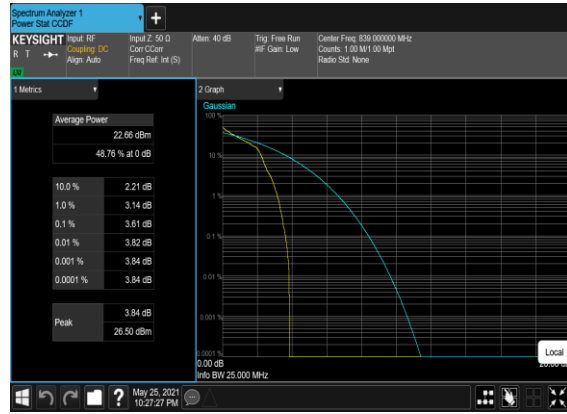 Spectrum Analyzer 1
Power Stat CCDF
KEYSIGHT
R T
Input: RF
Coupling: DC
Align: Auto
Input Z: 50 Ω
Corr CCorr
Freq Ref: Int (S)
Atten: 40 dB
Trig: Free Run
#IF Gain: Low
Center Freq: 839.000000 MHz
Counts: 1.00 M/1.00 Mpt
Radio Std: None
1 Metrics
Average Power
22.66 dBm
48.76 % at 0 dB
10.0 % 2.21 dB
1.0 % 3.14 dB
0.1 % 3.61 dB
0.01 % 3.82 dB
0.001 % 3.84 dB
0.0001 % 3.84 dB
Peak
3.84 dB
26.50 dBm
2 Graph
Gaussian
100 %
10 %
1 %
0.1 %
0.01 %
0.001 %
0.0001 %
0.00 dB
Info BW 25.000 MHz
Local
May 25, 2021
10:27:27 PM